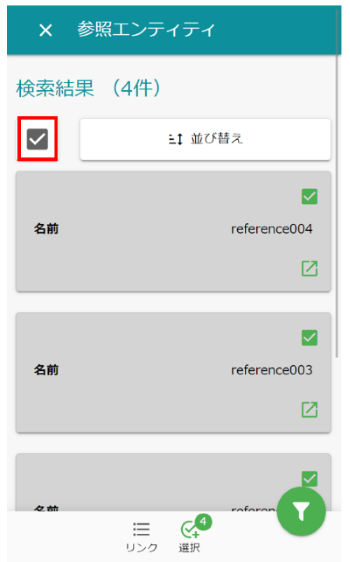 × 参照エンティティ
検索結果 （4件）
並び替え
名前 reference004
名前 reference003
名前
4
リンク 選択